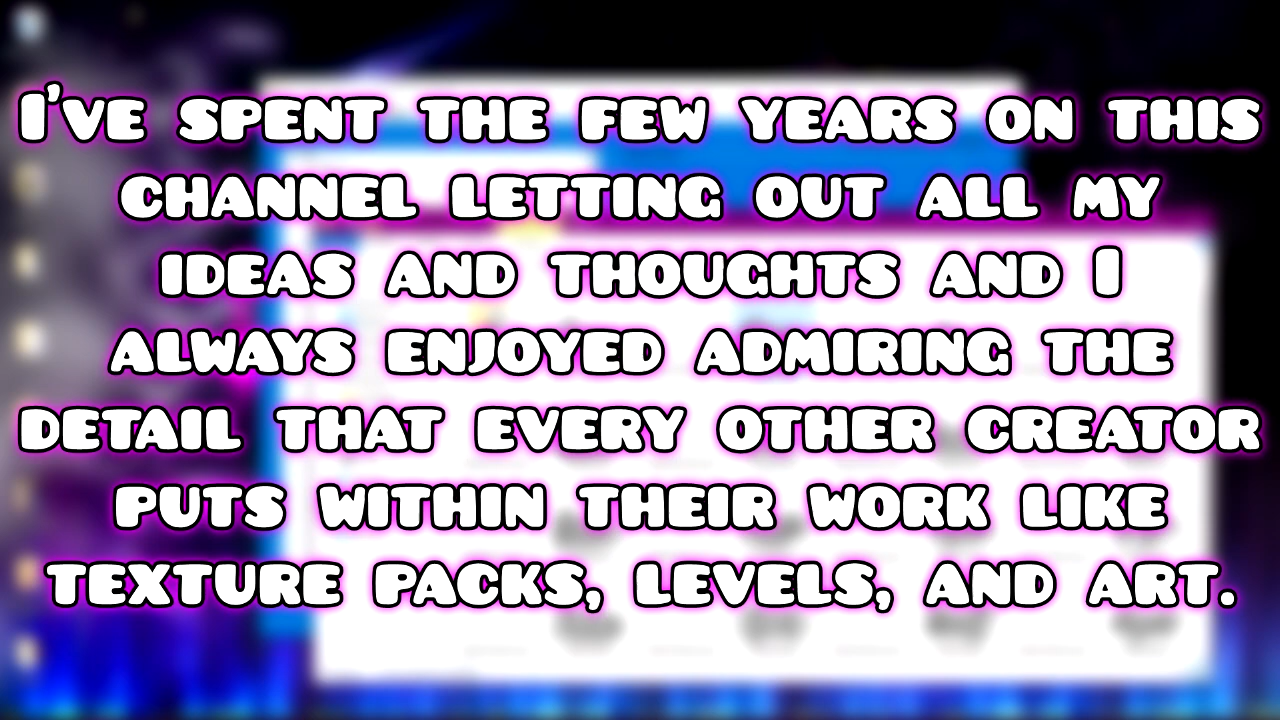 I've spent the few years on this
channel letting out all my
ideas and thoughts and I
always enjoyed admiring the
detail that every other creator
puts within their work like
texture packs, levels, and art.